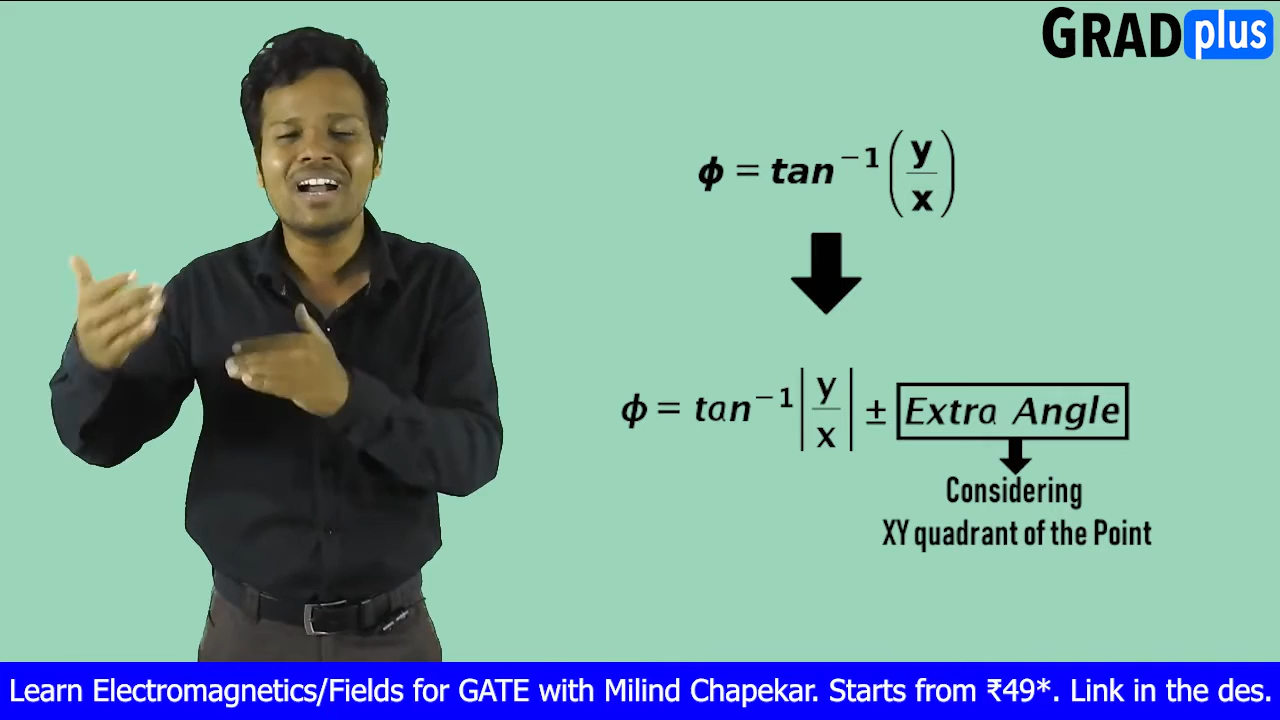 GRADplus
ϕ = tan⁻¹(y/x)
ϕ = tan⁻¹|y/x| ± Extra Angle
Considering
XY quadrant of the Point
Learn Electromagnetics/Fields for GATE with Milind Chapekar. Starts from ₹49*. Link in the des.